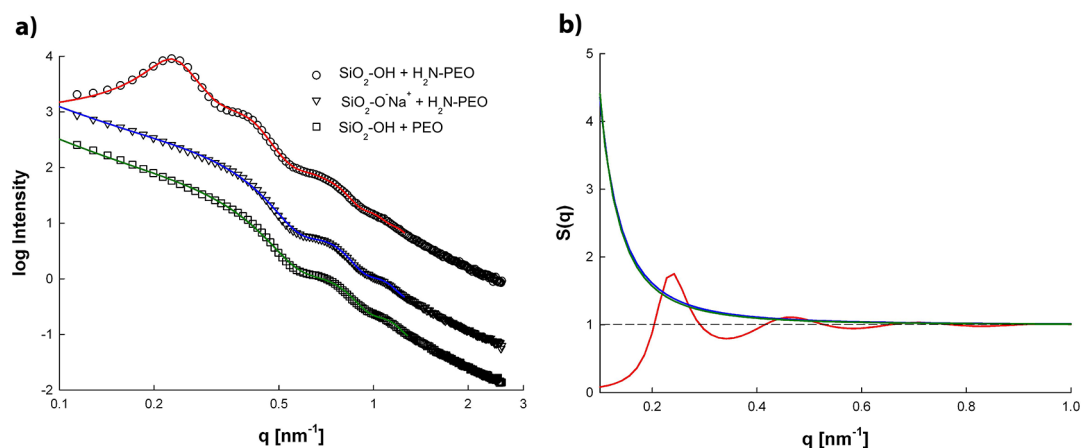 a)
log Intensity
4
3
2
1
0
-1
-2
0.1
0.2
0.5
1
2
3
q [nm⁻¹]
SiO₂-OH + H₂N-PEO
SiO₂-O⁻Na⁺ + H₂N-PEO
SiO₂-OH + PEO
b)
S(q)
5
4
3
2
1
0
0.2
0.4
0.6
0.8
1.0
q [nm⁻¹]